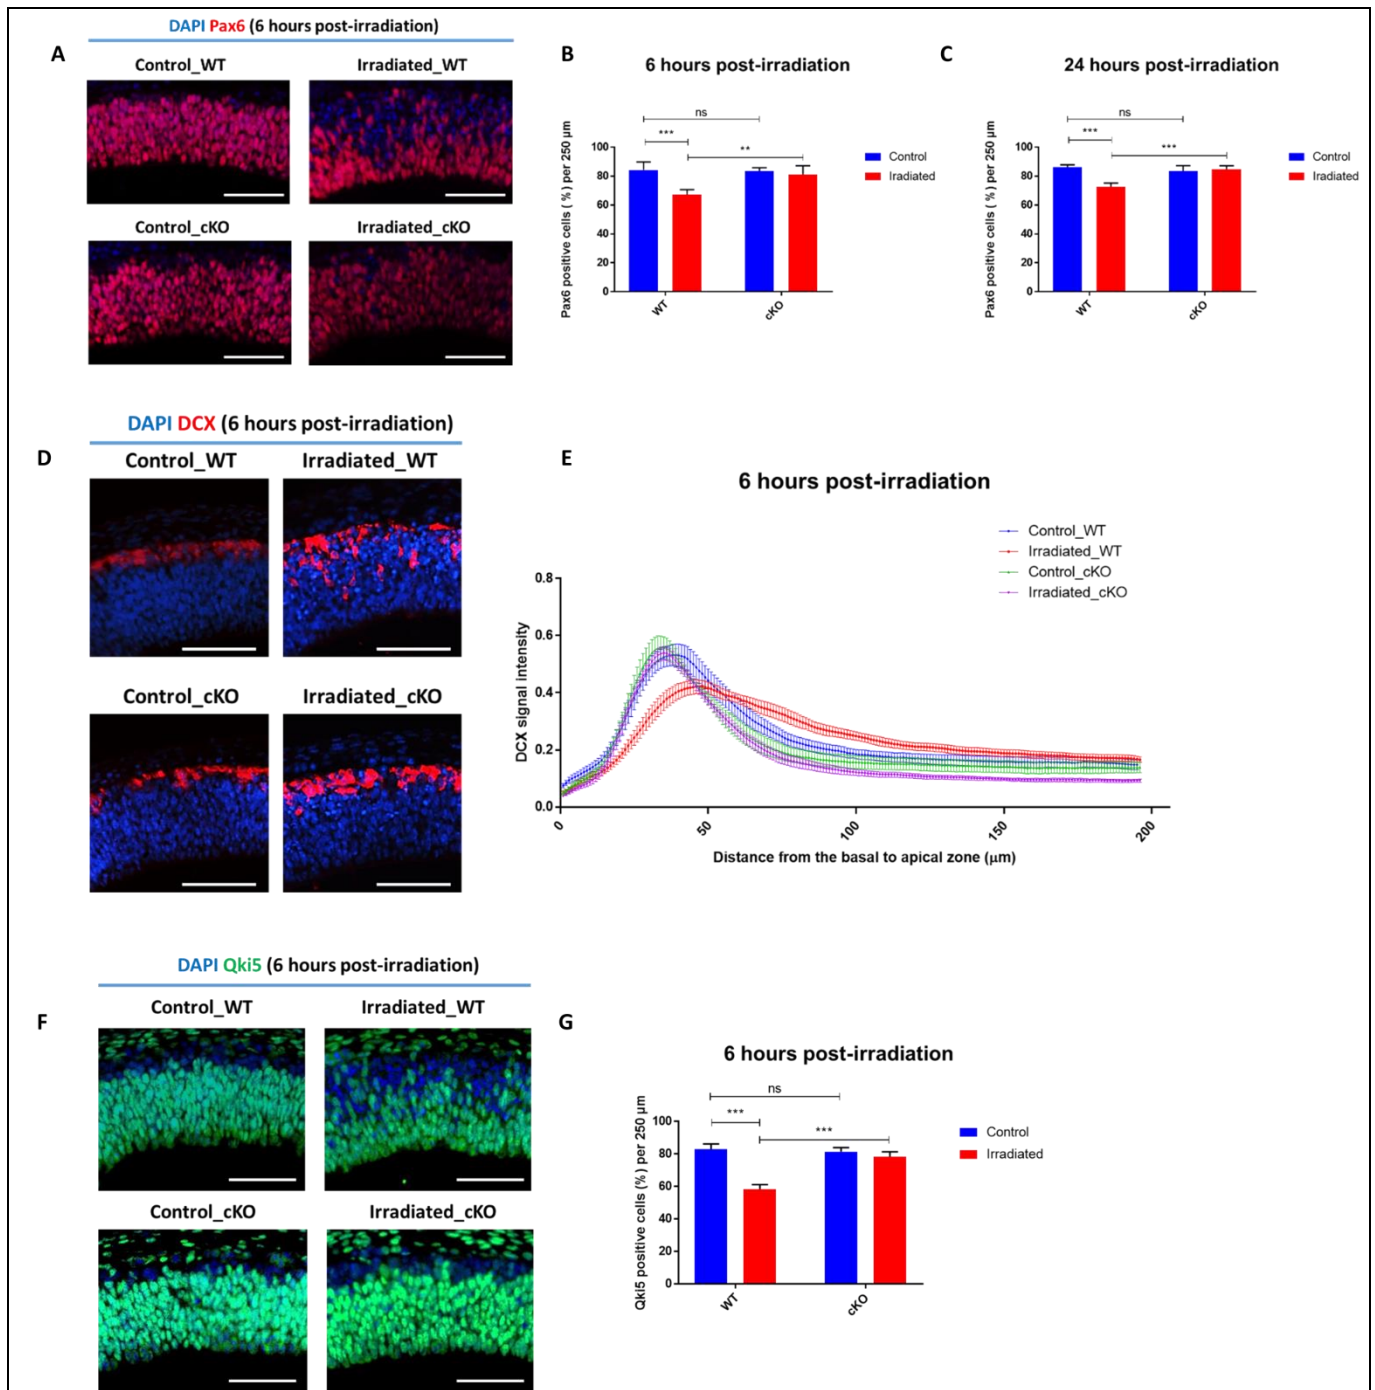 DAPI Pax6 (6 hours post-irradiation)
A
Control_WT
Irradiated_WT
Control_cKO
Irradiated_cKO
B
6 hours post-irradiation
ns
***
**
Pax6 positive cells ( % ) per 250 µm
100
80
60
40
20
0
WT
cKO
Control
Iradiated
C
24 hours post-irradiation
ns
***
***
Pax6 positive cells ( % ) per 250 µm
100
80
60
40
20
0
WT
cKO
Control
Iradiated
DAPI DCX (6 hours post-irradiation)
D
Control_WT
Irradiated_WT
Control_cKO
Irradiated_cKO
E
6 hours post-irradiation
Control_WT
Irradiated_WT
Control_cKO
Irradiated_cKO
DCX signal intensity
0.8
0.6
0.4
0.2
0.0
0
50
100
150
200
Distance from the basal to apical zone (µm)
DAPI Qki5 (6 hours post-irradiation)
F
Control_WT
Irradiated_WT
Control_cKO
Irradiated_cKO
G
6 hours post-irradiation
ns
***
***
Qki5 positive cells (%) per 250 µm
100
80
60
40
20
0
WT
cKO
Control
Irradiated